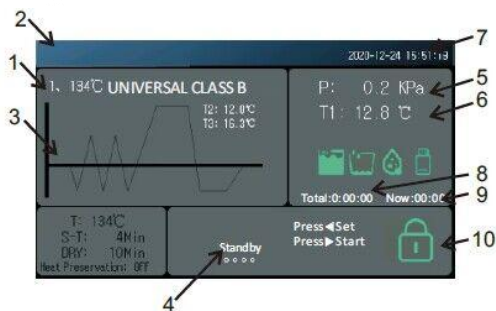 2
7
2020-12-24 15:51:19
1
1、134℃ UNIVERSAL CLASS B
T2: 12.0℃
T3: 16.3℃
3
P: 0.2 KPa
5
T1: 12.8 ℃
6
8
Total:0:00:00 Now:00:00
9
T: 134℃
S-T: 4Min
DRY: 10Min
Heat Preservation: OFF
Standby
Press◀Set
Press▶Start
10
4